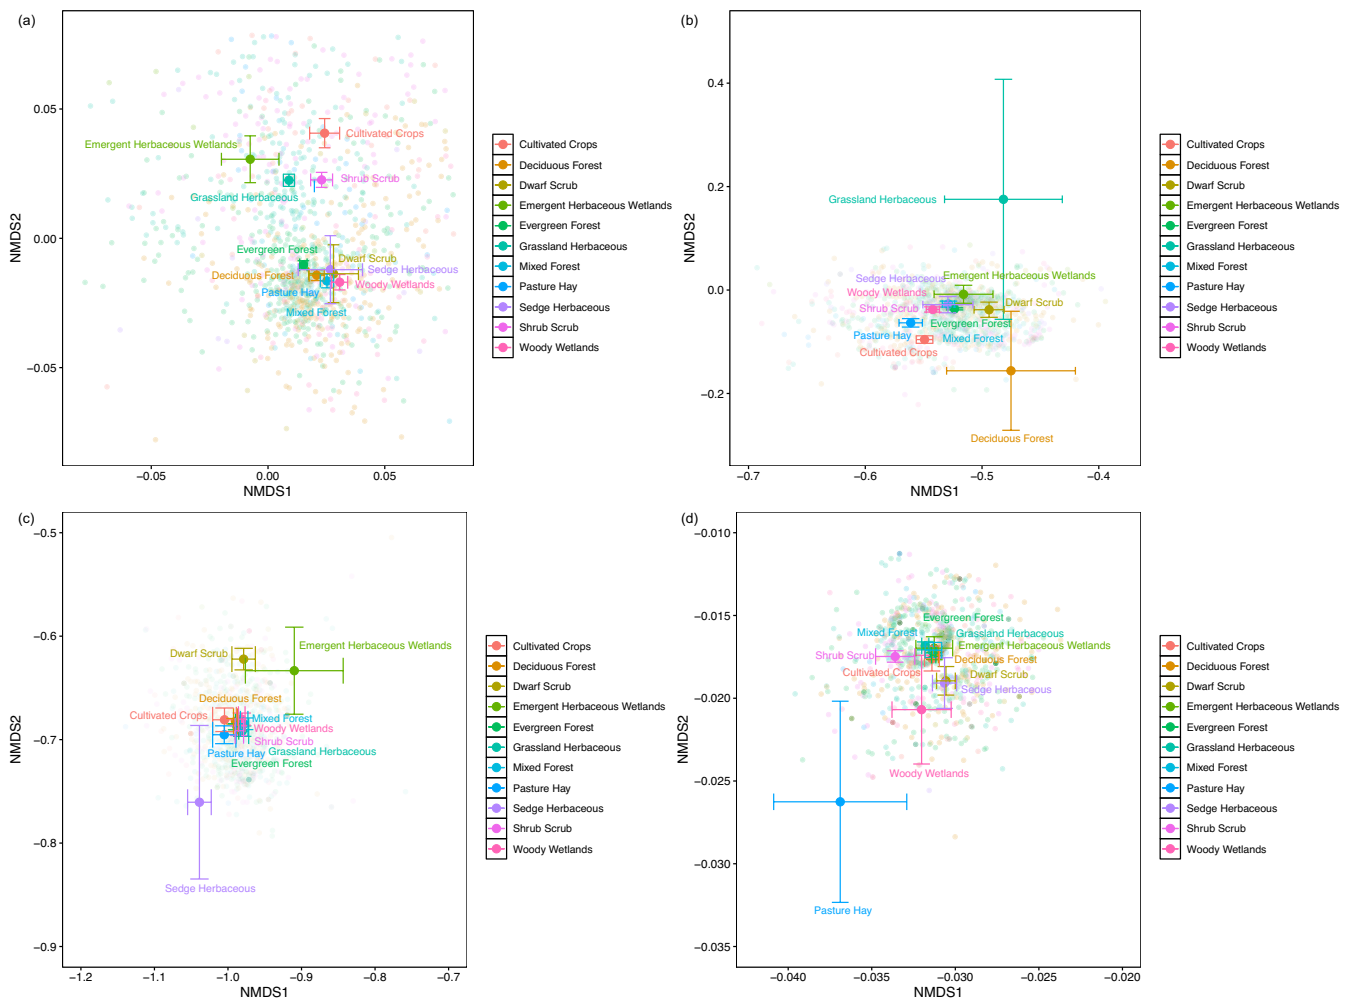 (a)
0.05
0.00
−0.05
NMDS2
−0.05
0.00
0.05
NMDS1
Cultivated Crops
Emergent Herbaceous Wetlands
Shrub Scrub
Grassland Herbaceous
Evergreen Forest
Dwarf Scrub
Sedge Herbaceous
Deciduous Forest
Woody Wetlands
Pasture Hay
Mixed Forest
Cultivated Crops
Deciduous Forest
Dwarf Scrub
Emergent Herbaceous Wetlands
Evergreen Forest
Grassland Herbaceous
Mixed Forest
Pasture Hay
Sedge Herbaceous
Shrub Scrub
Woody Wetlands
(b)
0.4
0.2
0.0
−0.2
NMDS2
−0.7
−0.6
−0.5
−0.4
NMDS1
Grassland Herbaceous
Sedge Herbaceous
Emergent Herbaceous Wetlands
Woody Wetlands
Dwarf Scrub
Shrub Scrub
Evergreen Forest
Pasture Hay
Mixed Forest
Cultivated Crops
Deciduous Forest
Cultivated Crops
Deciduous Forest
Dwarf Scrub
Emergent Herbaceous Wetlands
Evergreen Forest
Grassland Herbaceous
Mixed Forest
Pasture Hay
Sedge Herbaceous
Shrub Scrub
Woody Wetlands
(c)
−0.5
−0.6
−0.7
−0.8
−0.9
NMDS2
−1.2
−1.1
−1.0
−0.9
−0.8
−0.7
NMDS1
Emergent Herbaceous Wetlands
Dwarf Scrub
Deciduous Forest
Cultivated Crops
Mixed Forest
Woody Wetlands
Shrub Scrub
Pasture Hay
Grassland Herbaceous
Evergreen Forest
Sedge Herbaceous
Cultivated Crops
Deciduous Forest
Dwarf Scrub
Emergent Herbaceous Wetlands
Evergreen Forest
Grassland Herbaceous
Mixed Forest
Pasture Hay
Sedge Herbaceous
Shrub Scrub
Woody Wetlands
(d)
−0.010
−0.015
−0.020
−0.025
−0.030
−0.035
NMDS2
−0.040
−0.035
−0.030
−0.025
−0.020
NMDS1
Evergreen Forest
Mixed Forest
Grassland Herbaceous
Emergent Herbaceous Wetlands
Shrub Scrub
Deciduous Forest
Cultivated Crops
Dwarf Scrub
Sedge Herbaceous
Woody Wetlands
Pasture Hay
Cultivated Crops
Deciduous Forest
Dwarf Scrub
Emergent Herbaceous Wetlands
Evergreen Forest
Grassland Herbaceous
Mixed Forest
Pasture Hay
Sedge Herbaceous
Shrub Scrub
Woody Wetlands